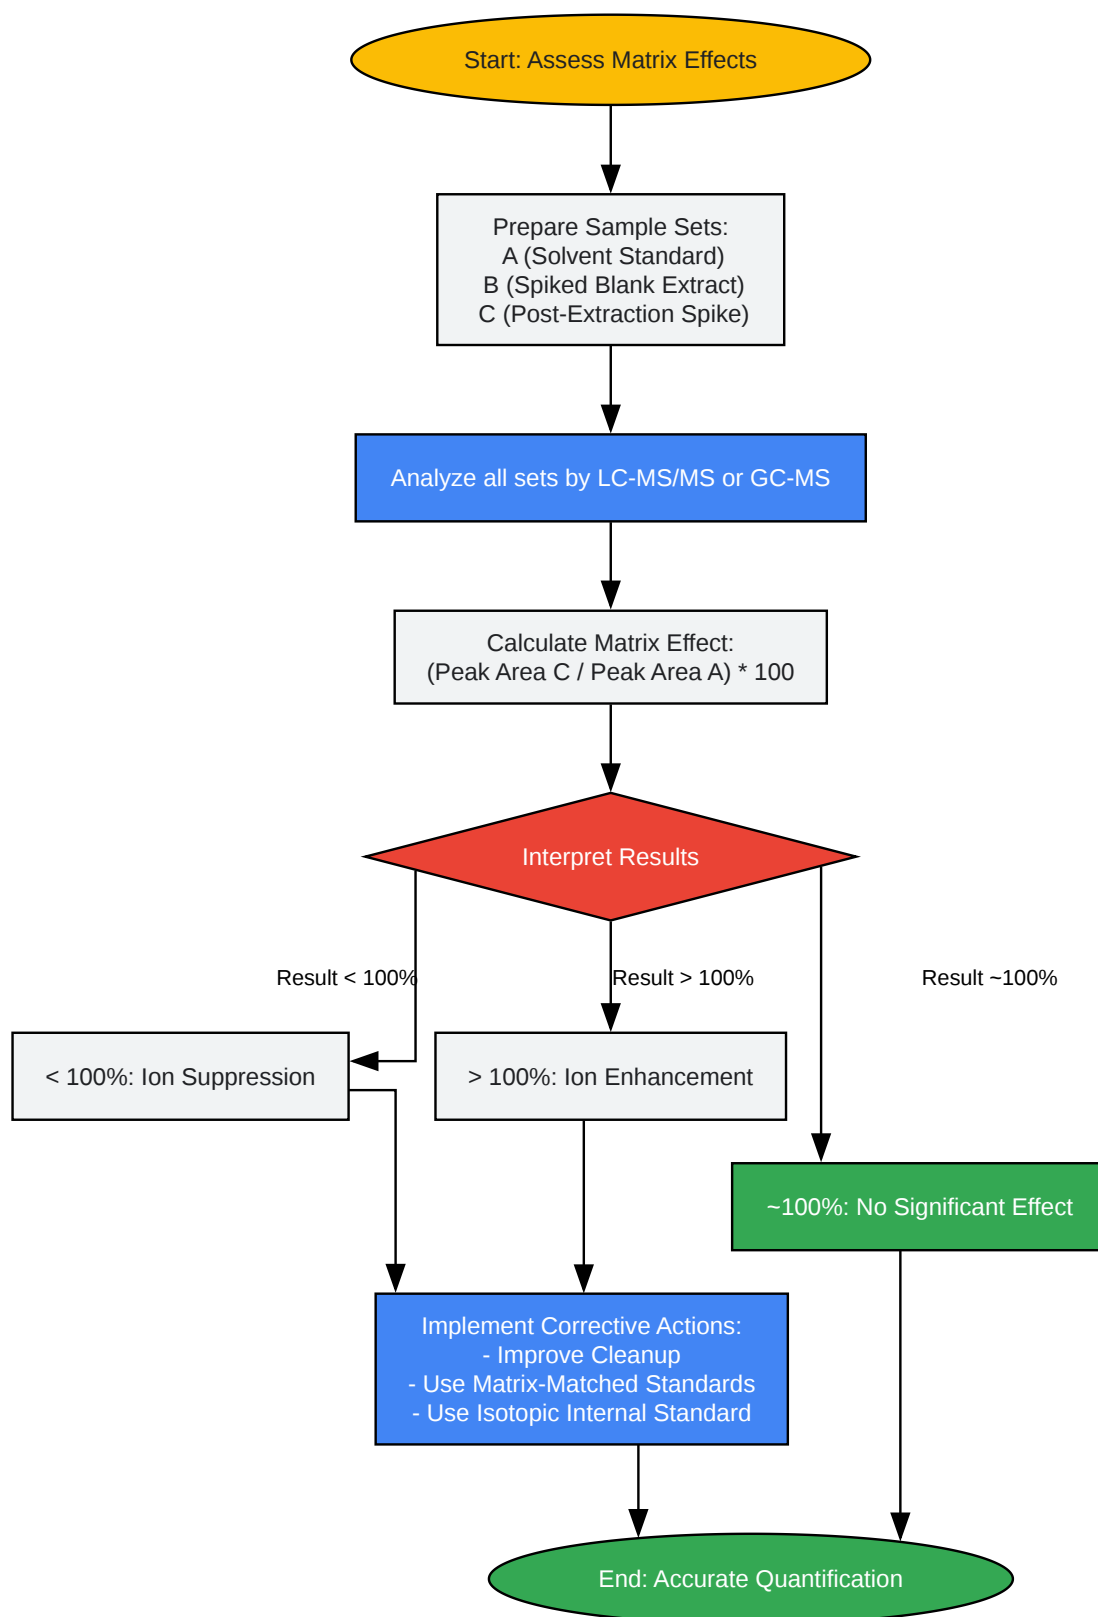 Start: Assess Matrix Effects
Prepare Sample Sets:
A (Solvent Standard)
B (Spiked Blank Extract)
C (Post-Extraction Spike)
Analyze all sets by LC-MS/MS or GC-MS
Calculate Matrix Effect:
(Peak Area C / Peak Area A) * 100
Interpret Results
Result < 100%
Result > 100%
Result ~100%
< 100%: Ion Suppression
> 100%: Ion Enhancement
~100%: No Significant Effect
Implement Corrective Actions:
- Improve Cleanup
- Use Matrix-Matched Standards
- Use Isotopic Internal Standard
End: Accurate Quantification